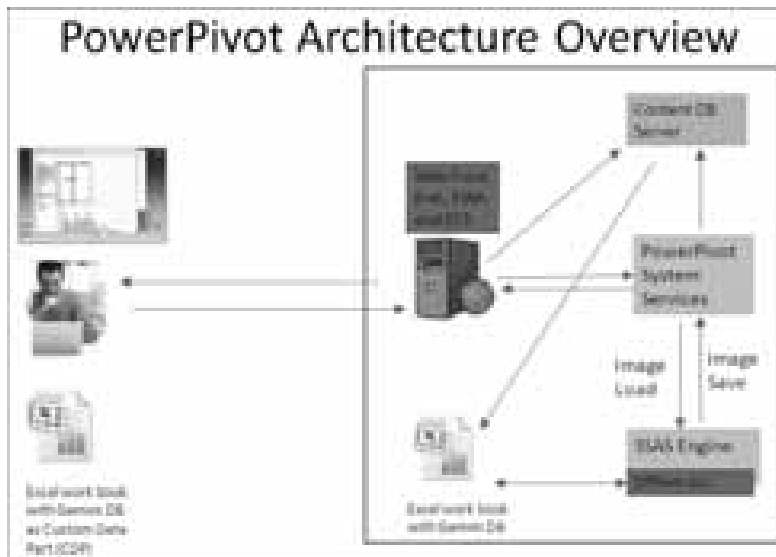 PowerPivot Architecture Overview
Content DB
Server
PowerPivot
System
Services
Image
Load
Image
Save
SSAS Engine
Excel work book
with Gemini DB
as Custom Data
Part (CDP)
Excel work book
with Gemini DB